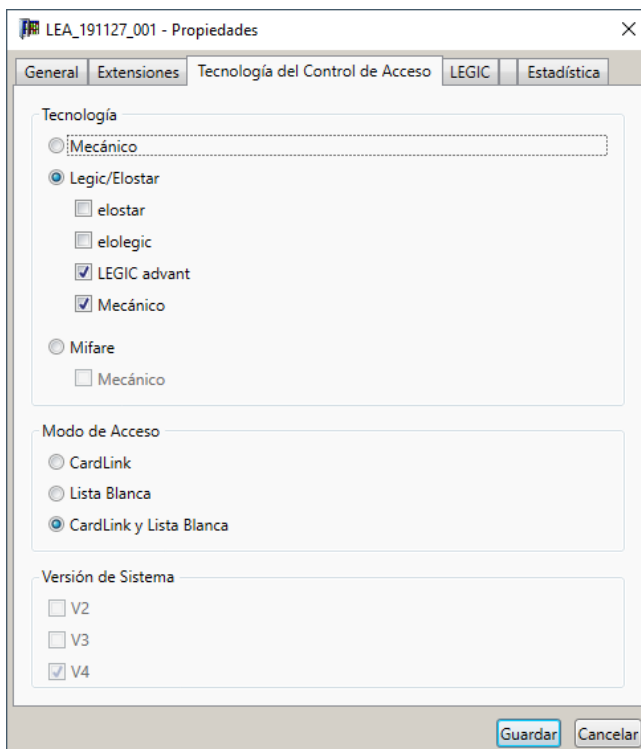 LEA_191127_001 - Propiedades
General Extensiones Tecnología del Control de Acceso LEGIC Estadística
Tecnología
Mecánico
Legic/Elostar
elostar
elolegic
LEGIC advant
Mecánico
Mifare
Mecánico
Modo de Acceso
CardLink
Lista Blanca
CardLink y Lista Blanca
Versión de Sistema
V2
V3
V4
Guardar Cancelar